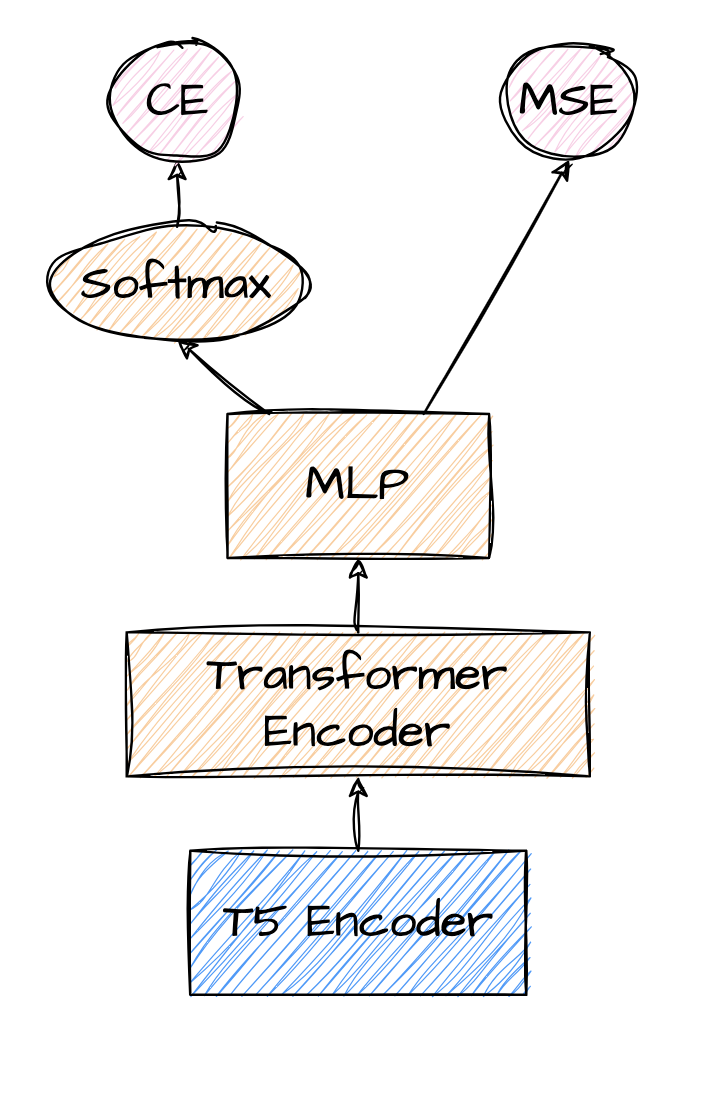 CE
MSE
Softmax
MLP
Transformer
Encoder
T5 Encoder